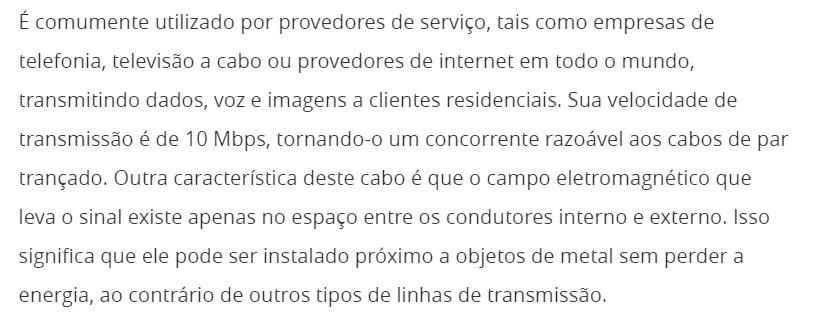 É comumente utilizado por provedores de serviço, tais como empresas de
telefonia, televisão a cabo ou provedores de internet em todo o mundo,
transmitindo dados, voz e imagens a clientes residenciais. Sua velocidade de
transmissão é de 10 Mbps, tornando-o um concorrente razoável aos cabos de par
trançado. Outra característica deste cabo é que o campo eletromagnético que
leva o sinal existe apenas no espaço entre os condutores interno e externo. Isso
significa que ele pode ser instalado próximo a objetos de metal sem perder a
energia, ao contrário de outros tipos de linhas de transmissão.